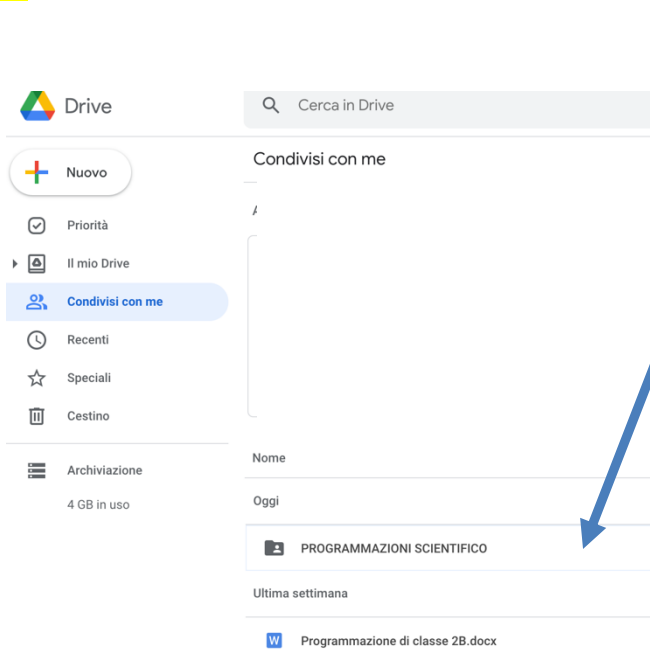 Drive
Cerca in Drive
Nuovo
Condivisi con me
Priorità
Il mio Drive
Condivisi con me
Recenti
Speciali
Cestino
Archiviazione
4 GB in uso
Nome
Oggi
PROGRAMMAZIONI SCIENTIFICO
Ultima settimana
W Programmazione di classe 2B.docx